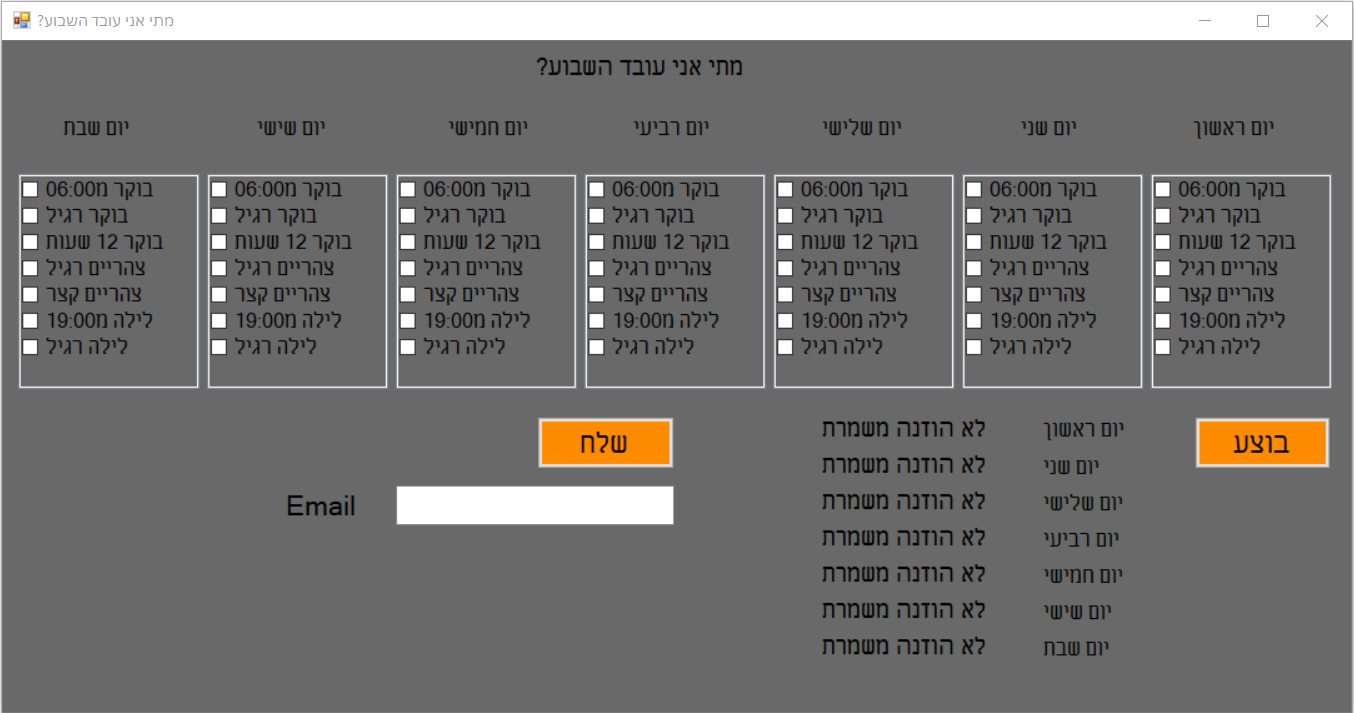 מתי אני עובד השבוע?
מתי אני עובד השבוע?
יום ראשון יום שני יום שלישי יום רביעי יום חמישי יום שישי יום שבת
בוקר מ06:00 בוקר מ06:00 בוקר מ06:00 בוקר מ06:00 בוקר מ06:00 בוקר מ06:00 בוקר מ06:00
בוקר רגיל בוקר רגיל בוקר רגיל בוקר רגיל בוקר רגיל בוקר רגיל בוקר רגיל
בוקר 12 שעות בוקר 12 שעות בוקר 12 שעות בוקר 12 שעות בוקר 12 שעות בוקר 12 שעות בוקר 12 שעות
צהריים רגיל צהריים רגיל צהריים רגיל צהריים רגיל צהריים רגיל צהריים רגיל צהריים רגיל
צהריים קצר צהריים קצר צהריים קצר צהריים קצר צהריים קצר צהריים קצר צהריים קצר
לילה מ19:00 לילה מ19:00 לילה מ19:00 לילה מ19:00 לילה מ19:00 לילה מ19:00 לילה מ19:00
לילה רגיל לילה רגיל לילה רגיל לילה רגיל לילה רגיל לילה רגיל לילה רגיל
בוצע
יום ראשון לא הוזנה משמרת
יום שני לא הוזנה משמרת
יום שלישי לא הוזנה משמרת
יום רביעי לא הוזנה משמרת
יום חמישי לא הוזנה משמרת
יום שישי לא הוזנה משמרת
יום שבת לא הוזנה משמרת
שלח
Email